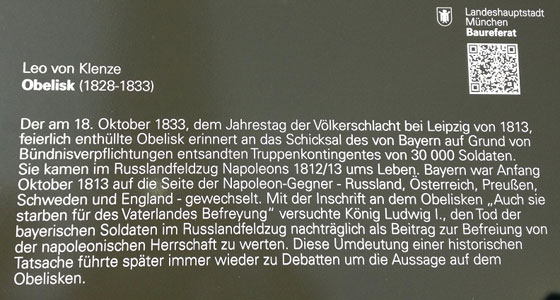 Landeshauptstadt
München
Baureferat
Leo von Klenze
Obelisk (1828-1833)
Der am 18. Oktober 1833, dem Jahrestag der Völkerschlacht bei Leipzig von 1813,
feierlich enthüllte Obelisk erinnert an das Schicksal des von Bayern auf Grund von
Bündnisverpflichtungen entsandten Truppenkontingentes von 30 000 Soldaten.
Sie kamen im Russlandfeldzug Napoleons 1812/13 ums Leben. Bayern war Anfang
Oktober 1813 auf die Seite der Napoleon-Gegner - Russland, Österreich, Preußen,
Schweden und England - gewechselt. Mit der Inschrift an dem Obelisken „Auch sie
starben für des Vaterlandes Befreyung" versuchte König Ludwig I., den Tod der
bayerischen Soldaten im Russlandfeldzug nachträglich als Beitrag zur Befreiung von
der napoleonischen Herrschaft zu werten. Diese Umdeutung einer historischen
Tatsache führte später immer wieder zu Debatten um die Aussage auf dem
Obelisken.